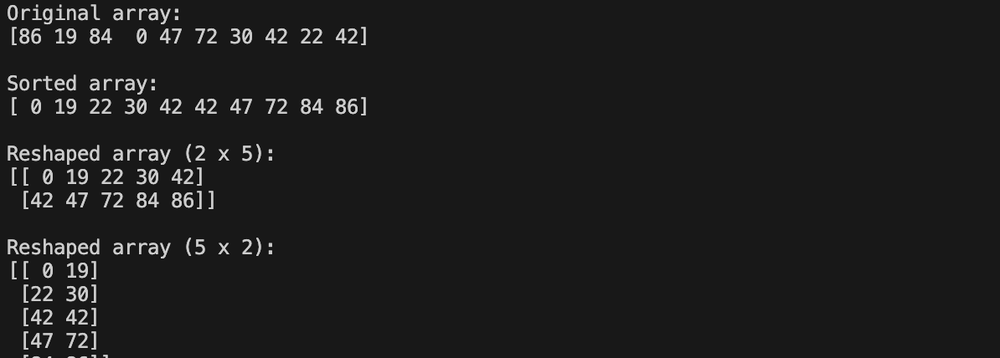 Original array:
[86 19 84  0 47 72 30 42 22 42]
Sorted array:
[ 0 19 22 30 42 42 47 72 84 86]
Reshaped array (2 x 5):
[[ 0 19 22 30 42]
 [42 47 72 84 86]]
Reshaped array (5 x 2):
[[ 0 19]
 [22 30]
 [42 42]
 [47 72]